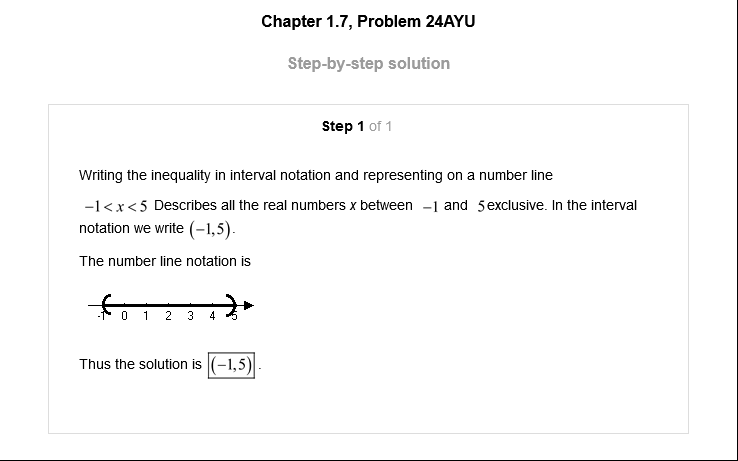 Chapter 1.7, Problem 24AYU
Step-by-step solution
Step 1 of 1
Writing the inequality in interval notation and representing on a number line
−1 < x < 5 Describes all the real numbers x between −1 and 5 exclusive. In the interval
notation we write (−1,5).
The number line notation is
-1 0 1 2 3 4 5
Thus the solution is (−1,5).